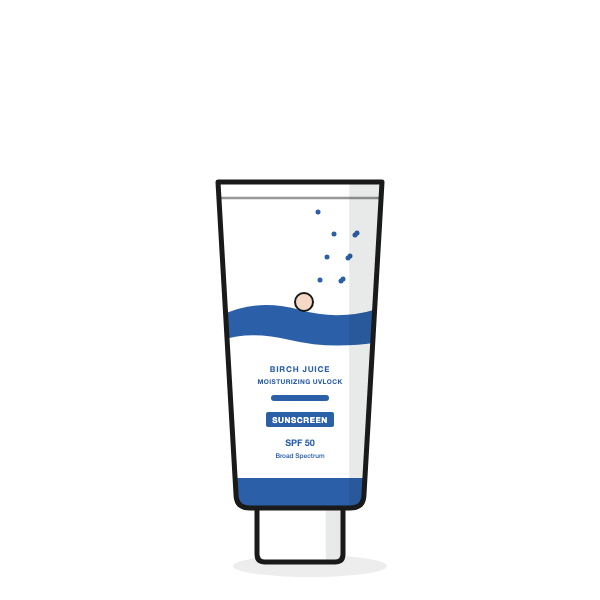 BIRCH JUICE
MOISTURIZING UVLOCK
SUNSCREEN
SPF 50
Broad Spectrum